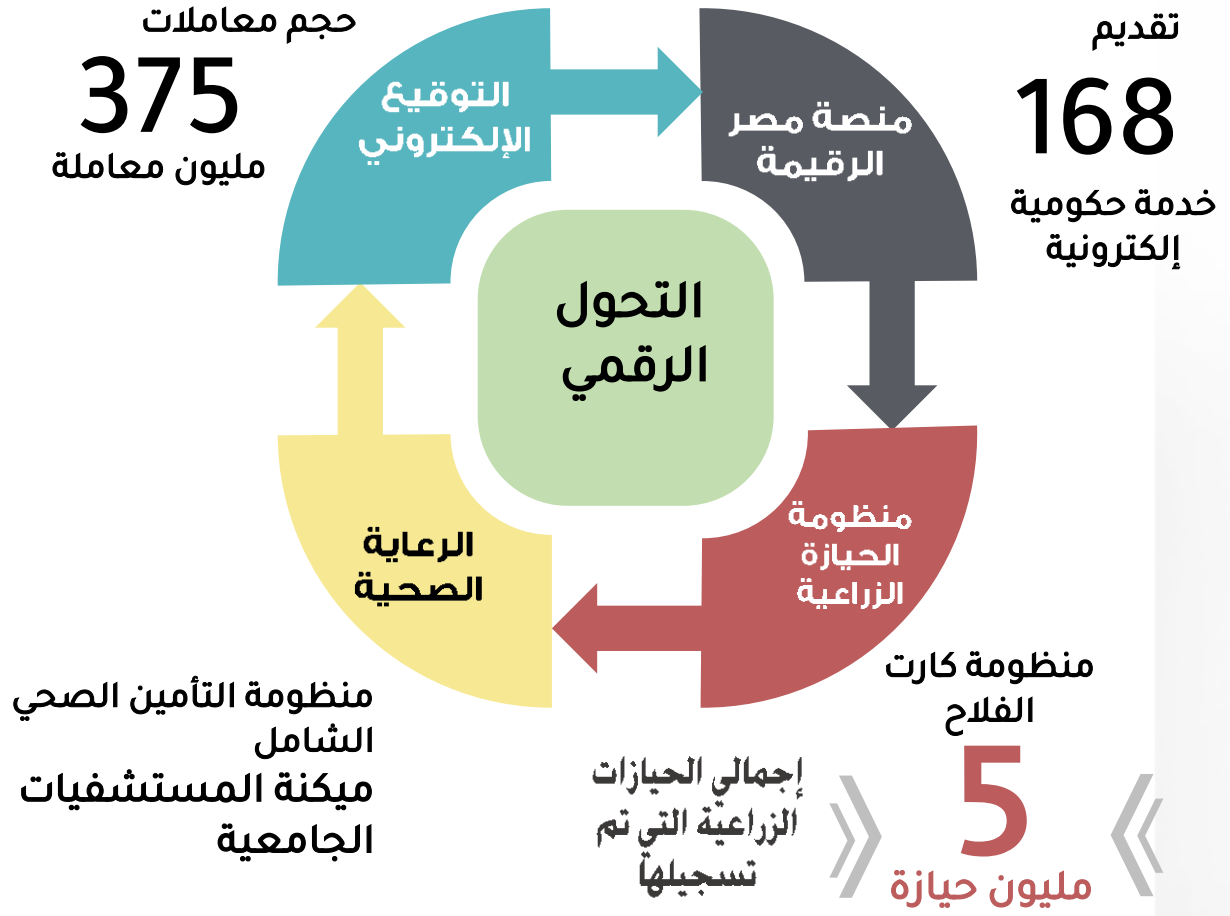 تقديم
168
خدمة حكومية
إلكترونية
منصة مصر
الرقيمة
حجم معاملات
375
مليون معاملة
التوقيع
الإلكتروني
التحول
الرقمي
منظومة
الحيازة
الزراعية
الرعاية
الصحية
منظومة كارت
الفلاح
5
مليون حيازة
إجمالي الحيازات
الزراعية التي تم
تسجيلها
منظومة التأمين الصحي
الشامل
ميكنة المستشفيات
الجامعية